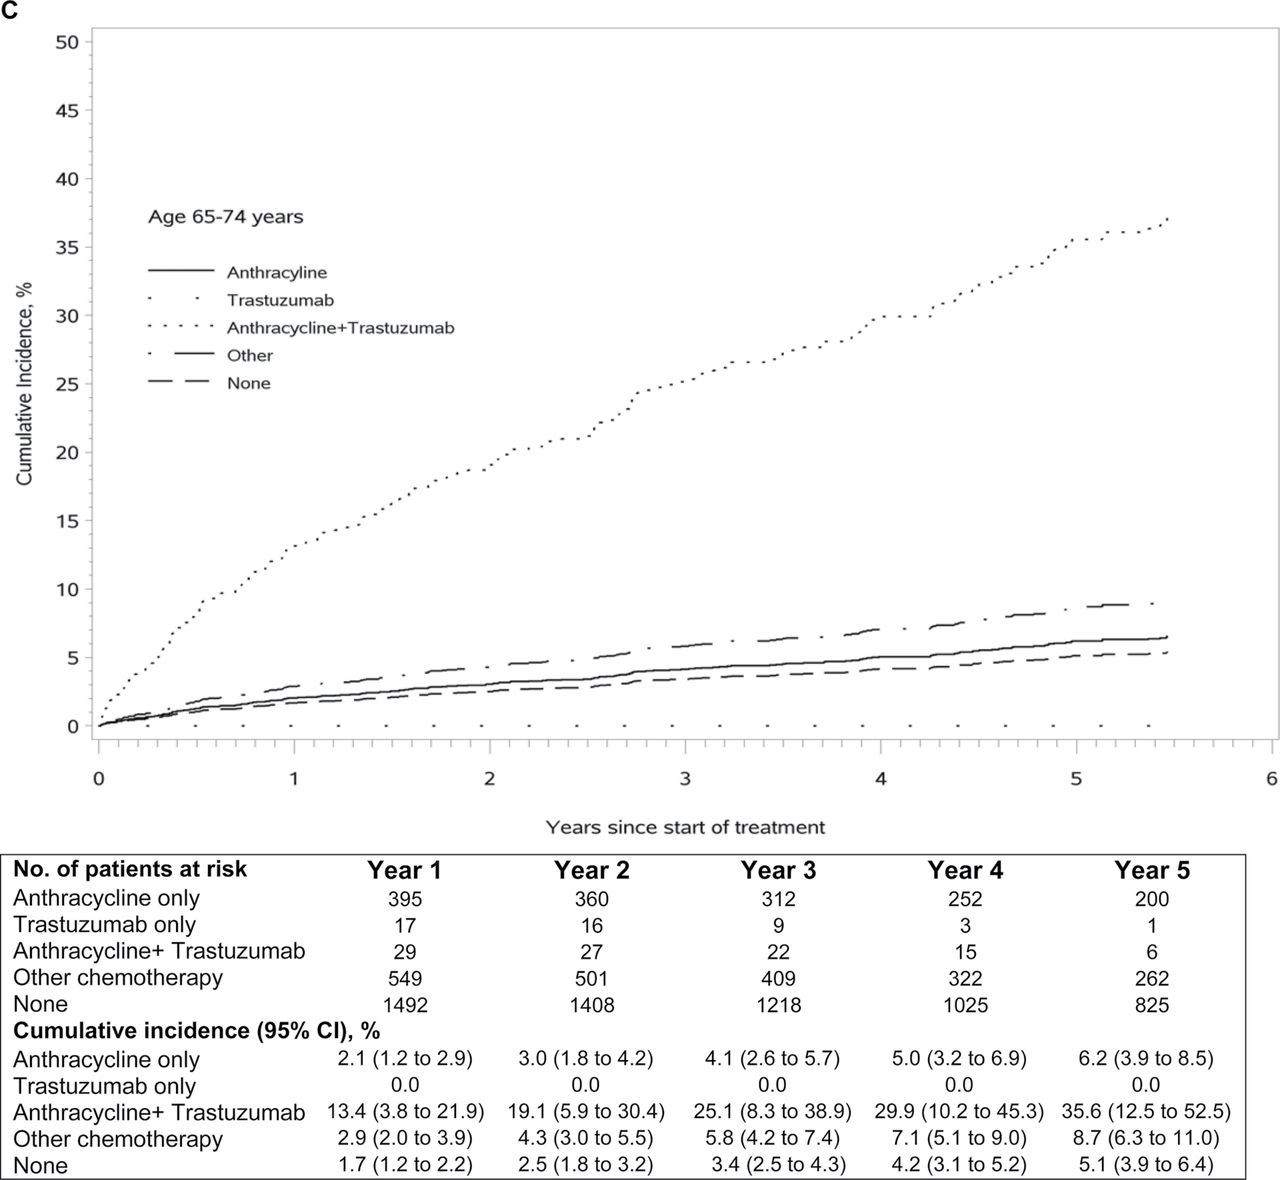 C
50
45
40
35
30
25
20
15
10
5
0
Cumulative Incidence, %
Age 65-74 years
Anthracyline
Trastuzumab
Anthracycline+Trastuzumab
Other
None
0 1 2 3 4 5 6
Years since start of treatment
No. of patients at risk Year 1 Year 2 Year 3 Year 4 Year 5
Anthracycline only 395 360 312 252 200
Trastuzumab only 17 16 9 3 1
Anthracycline+ Trastuzumab 29 27 22 15 6
Other chemotherapy 549 501 409 322 262
None 1492 1408 1218 1025 825
Cumulative incidence (95% CI), %
Anthracycline only 2.1 (1.2 to 2.9) 3.0 (1.8 to 4.2) 4.1 (2.6 to 5.7) 5.0 (3.2 to 6.9) 6.2 (3.9 to 8.5)
Trastuzumab only 0.0 0.0 0.0 0.0 0.0
Anthracycline+ Trastuzumab 13.4 (3.8 to 21.9) 19.1 (5.9 to 30.4) 25.1 (8.3 to 38.9) 29.9 (10.2 to 45.3) 35.6 (12.5 to 52.5)
Other chemotherapy 2.9 (2.0 to 3.9) 4.3 (3.0 to 5.5) 5.8 (4.2 to 7.4) 7.1 (5.1 to 9.0) 8.7 (6.3 to 11.0)
None 1.7 (1.2 to 2.2) 2.5 (1.8 to 3.2) 3.4 (2.5 to 4.3) 4.2 (3.1 to 5.2) 5.1 (3.9 to 6.4)